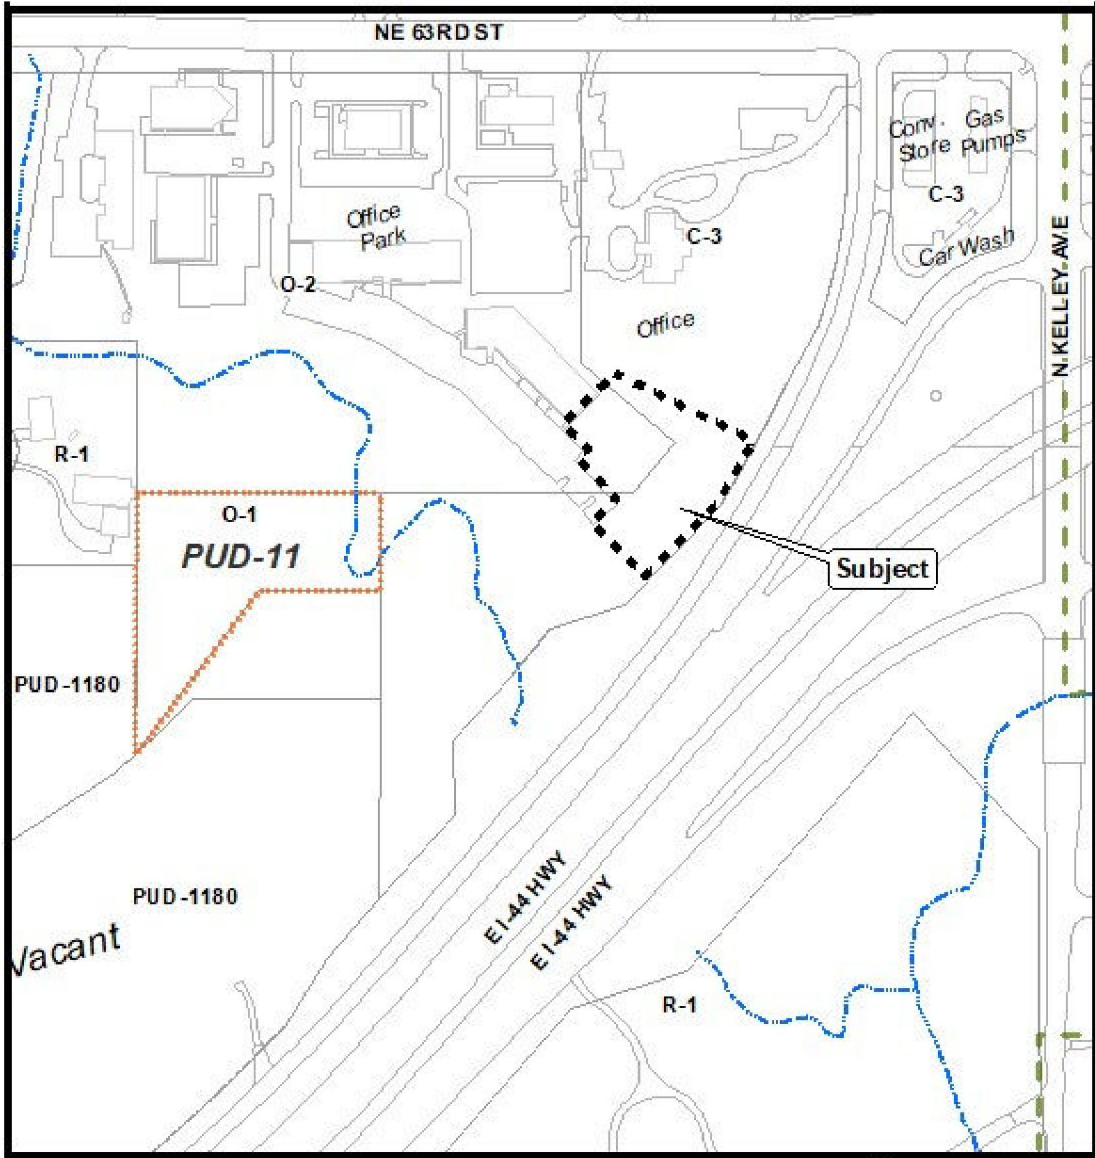 NE 63RD ST
Conv.
Store
Gas
Pumps
C-3
Car Wash
N KELLEY AVE
Office
Park
C-3
O-2
Office
R-1
O-1
PUD-11
Subject
PUD-1180
PUD-1180
Vacant
E I-44 HWY
E I-44 HWY
R-1